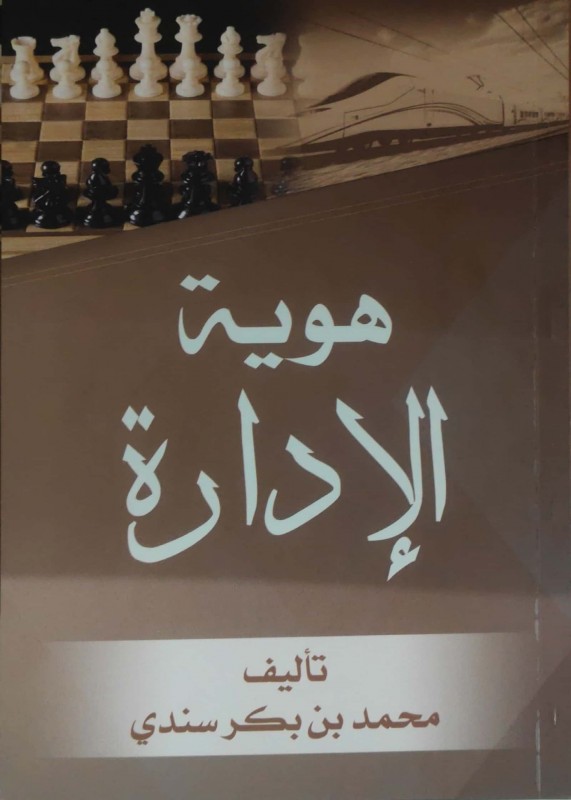 هوية
الإدارة
تأليف
محمد بن بكر سندي